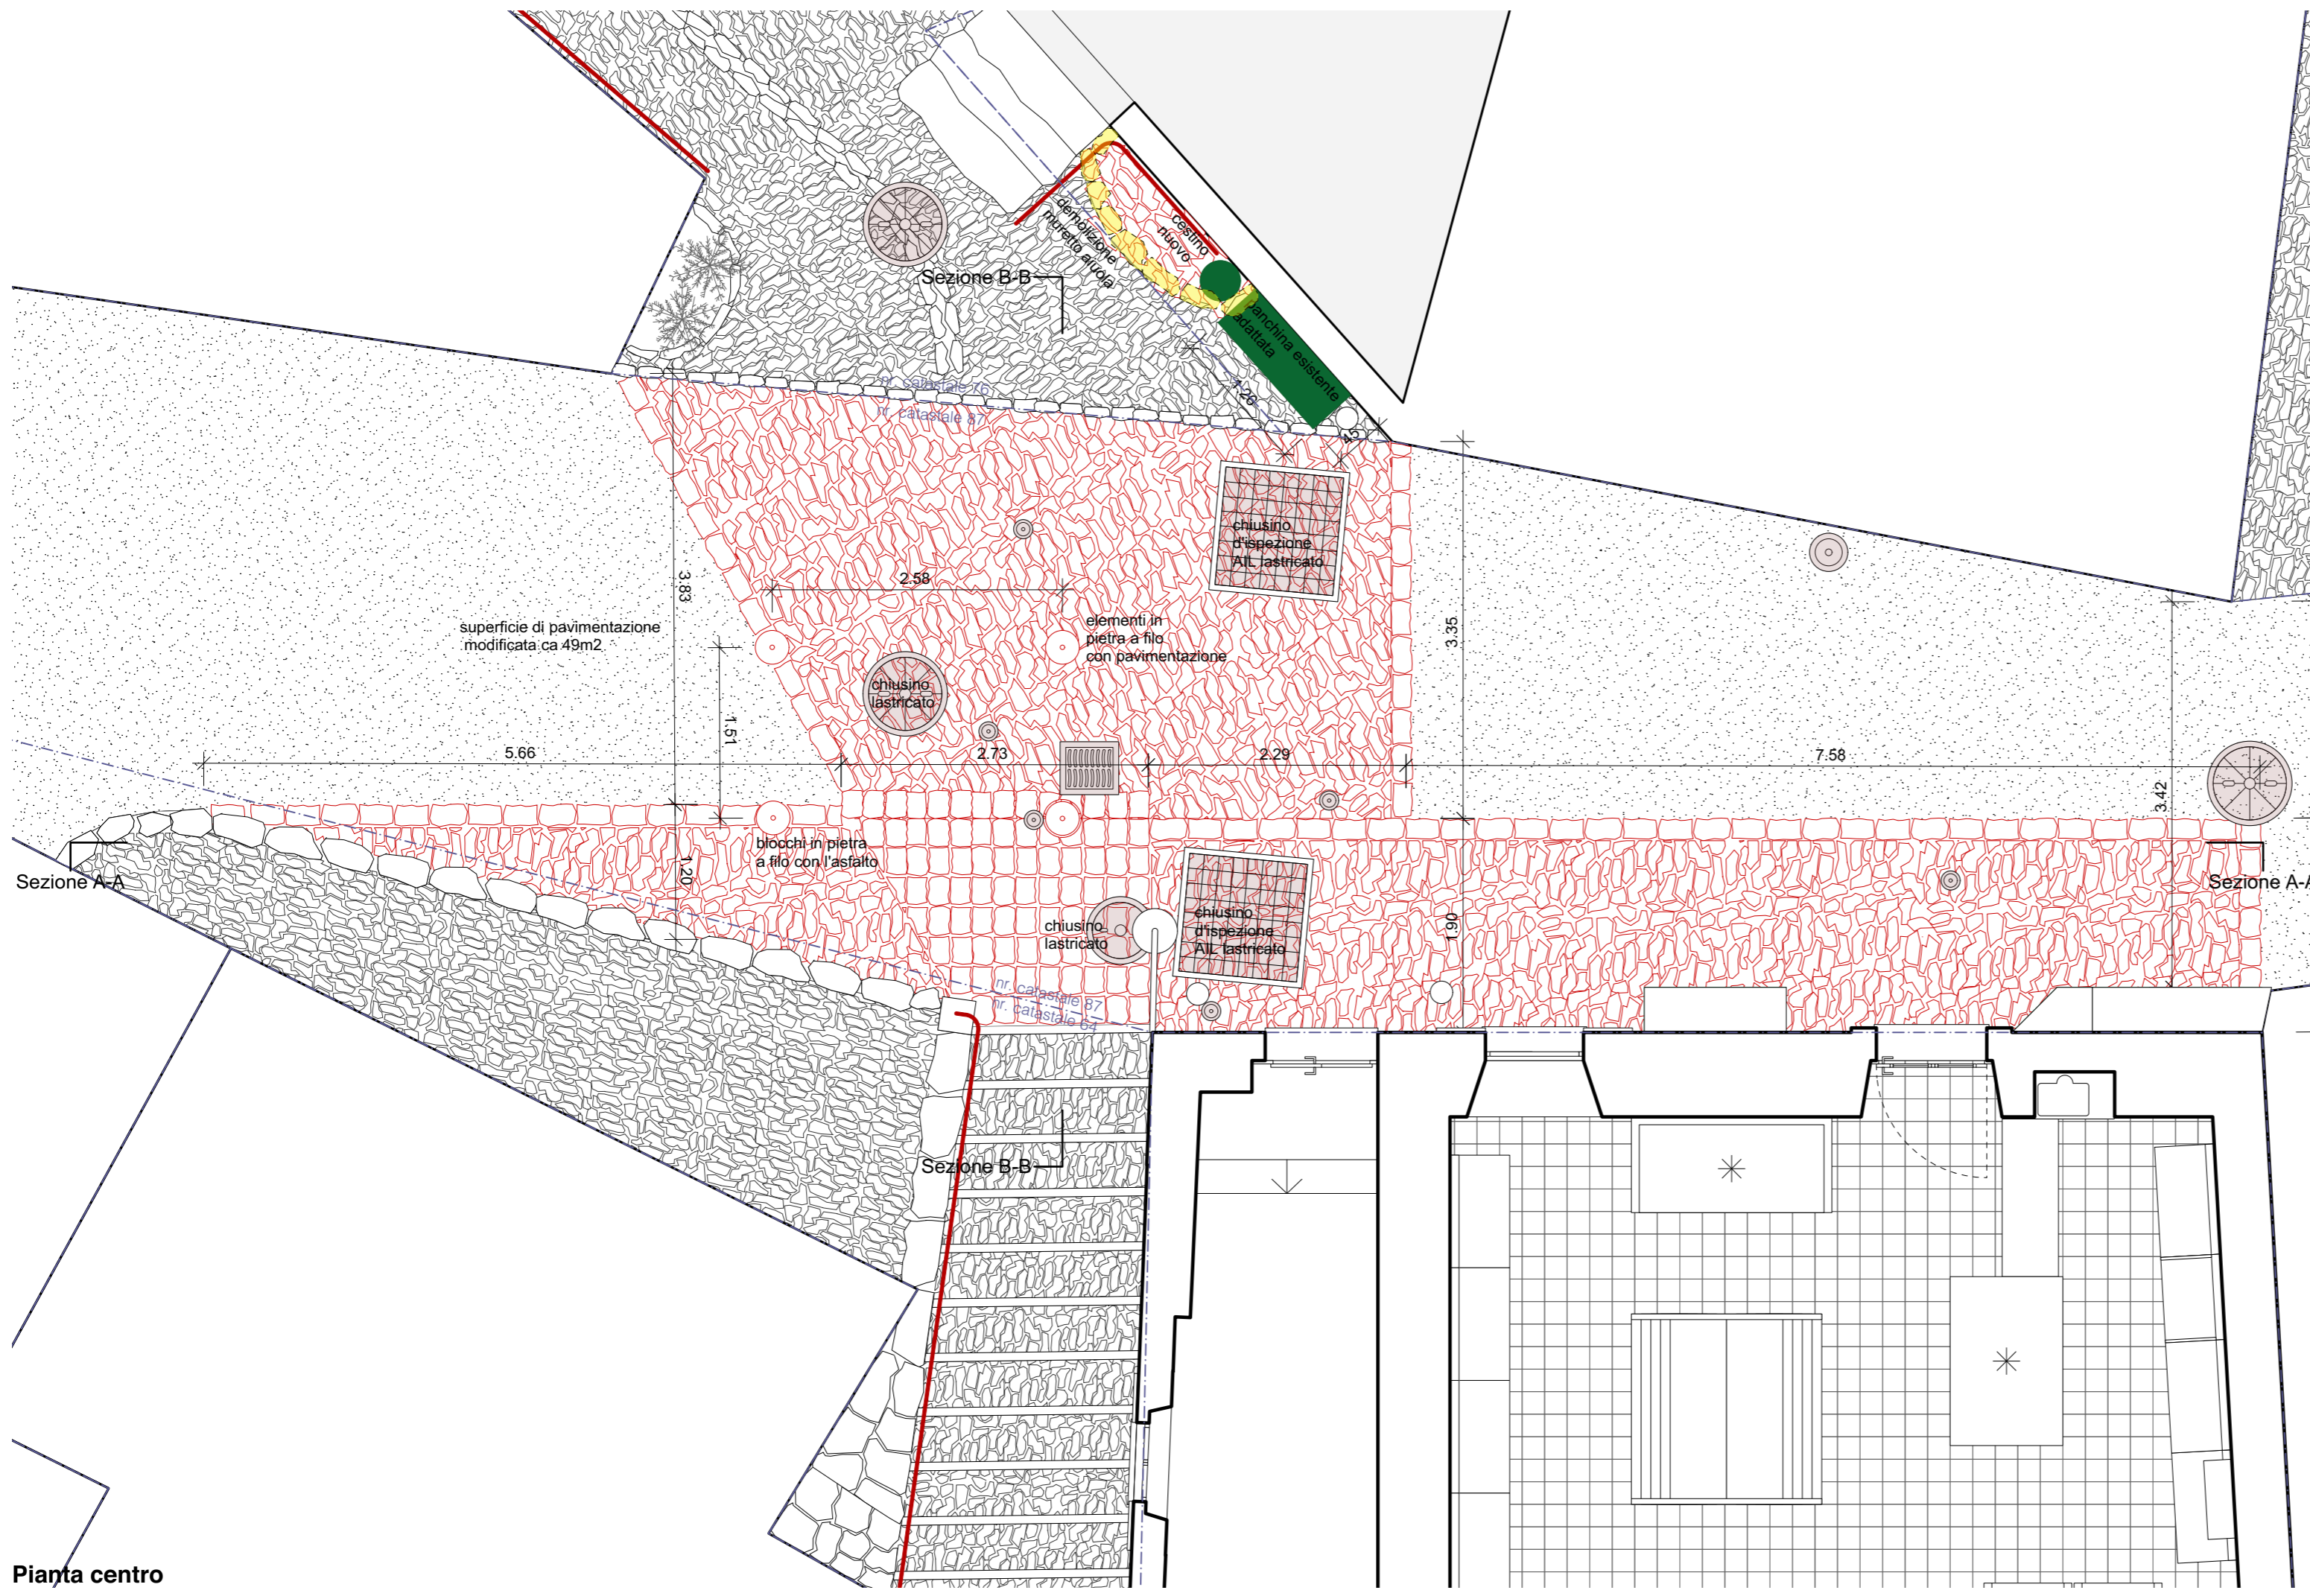 demolizione
muretto aiuola
cestino
nuovo
Sezione B-B
panchina esistente
adattata
nr. catastale 76
nr. catastale 87
1.20
45
chiusino
d'ispezione
AIL lastricato
2.58
3.83
3.35
superficie di pavimentazione
modificata ca 49m2
elementi in
pietra a filo
con pavimentazione
chiusino
lastricato
1.51
5.66
2.73
2.29
7.58
3.42
blocchi in pietra
a filo con l'asfalto
1.20
Sezione A-A
Sezione A-A
chiusino
lastricato
chiusino
d'ispezione
AIL lastricato
1.90
nr. catastale 87
nr. catastale 64
Sezione B-B
Pianta centro